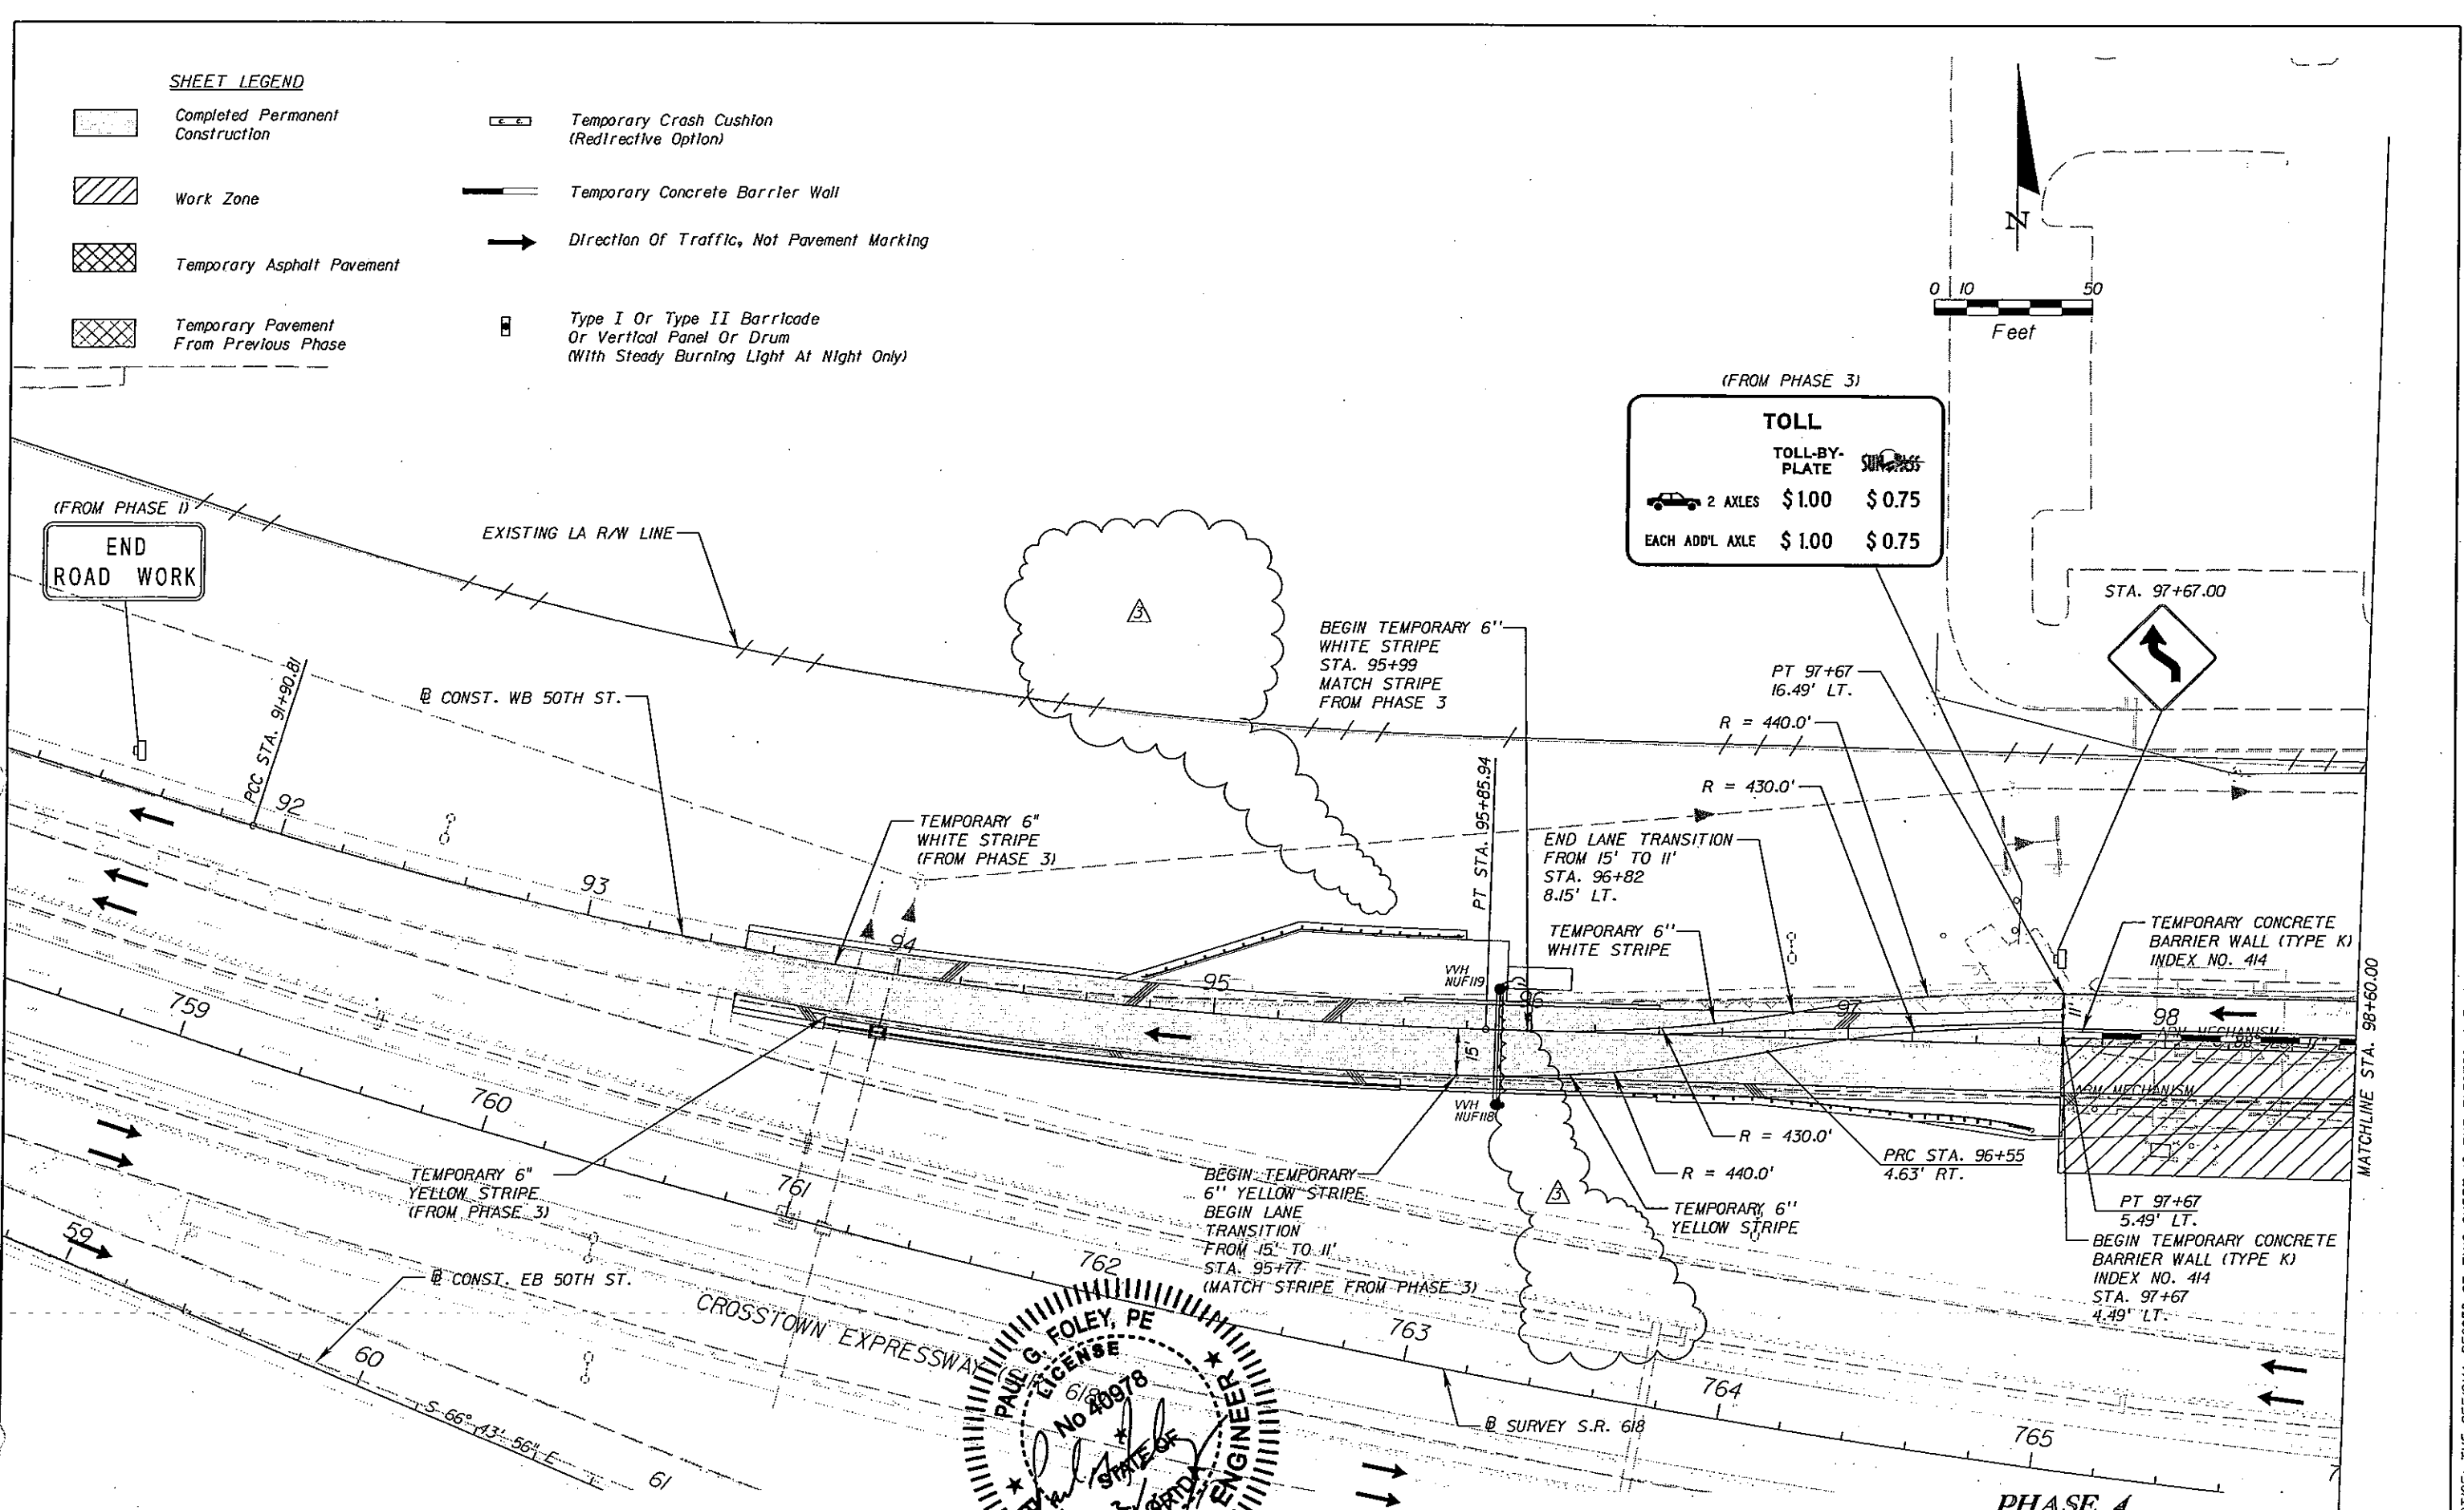 SHEET LEGEND
Completed Permanent
Construction
Work Zone
Temporary Asphalt Pavement
Temporary Pavement
From Previous Phase
Temporary Crash Cushion
(Redirective Option)
Temporary Concrete Barrier Wall
Direction Of Traffic, Not Pavement Marking
Type I Or Type II Barricade
Or Vertical Panel Or Drum
(With Steady Burning Light At Night Only)
N
0 10 50
Feet
(FROM PHASE 3)
TOLL
TOLL-BY-
PLATE SUNPASS
2 AXLES $1.00 $0.75
EACH ADD'L AXLE $1.00 $0.75
(FROM PHASE 1)
END
ROAD WORK
EXISTING LA R/W LINE
3
STA. 97+67.00
BEGIN TEMPORARY 6''
WHITE STRIPE
STA. 95+99
MATCH STRIPE
FROM PHASE 3
PT 97+67
16.49' LT.
R = 440.0'
R = 430.0'
PCC STA. 91+90.81
℄ CONST. WB 50TH ST.
PT STA. 95+85.94
TEMPORARY 6"
WHITE STRIPE
(FROM PHASE 3)
END LANE TRANSITION
FROM 15' TO 11'
STA. 96+82
8.15' LT.
TEMPORARY 6''
WHITE STRIPE
TEMPORARY CONCRETE
BARRIER WALL (TYPE K)
INDEX NO. 414
92
93
94
95
96
97
98
VVH
NUF119
VVH
NUF118
15'
11'
ARM MECHANISM
ARM MECHANISM
MATCHLINE STA. 98+60.00
759
760
761
762
763
764
765
7
R = 430.0'
R = 440.0'
PRC STA. 96+55
4.63' RT.
TEMPORARY 6"
YELLOW STRIPE
(FROM PHASE 3)
BEGIN TEMPORARY
6'' YELLOW STRIPE
BEGIN LANE
TRANSITION
FROM 15' TO 11'
STA. 95+77
(MATCH STRIPE FROM PHASE 3)
3
TEMPORARY 6''
YELLOW STRIPE
PT 97+67
5.49' LT.
BEGIN TEMPORARY CONCRETE
BARRIER WALL (TYPE K)
INDEX NO. 414
STA. 97+67
4.49' LT.
59
60
61
℄ CONST. EB 50TH ST.
CROSSTOWN EXPRESSWAY
618
S 66° 43' 56" E
℄ SURVEY S.R. 618
PAUL G. FOLEY, PE
LICENSE
No 40978
STATE OF
ENGINEER
PHASE 4